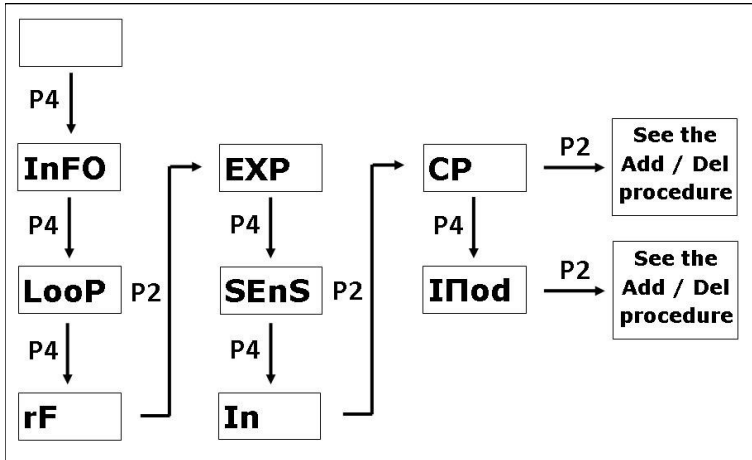 P4
InFO
P4
LooP
P4
rF
P2
EXP
P4
SEnS
P4
In
P2
CP
P4
IΠod
P2
See the
Add / Del
procedure
P2
See the
Add / Del
procedure